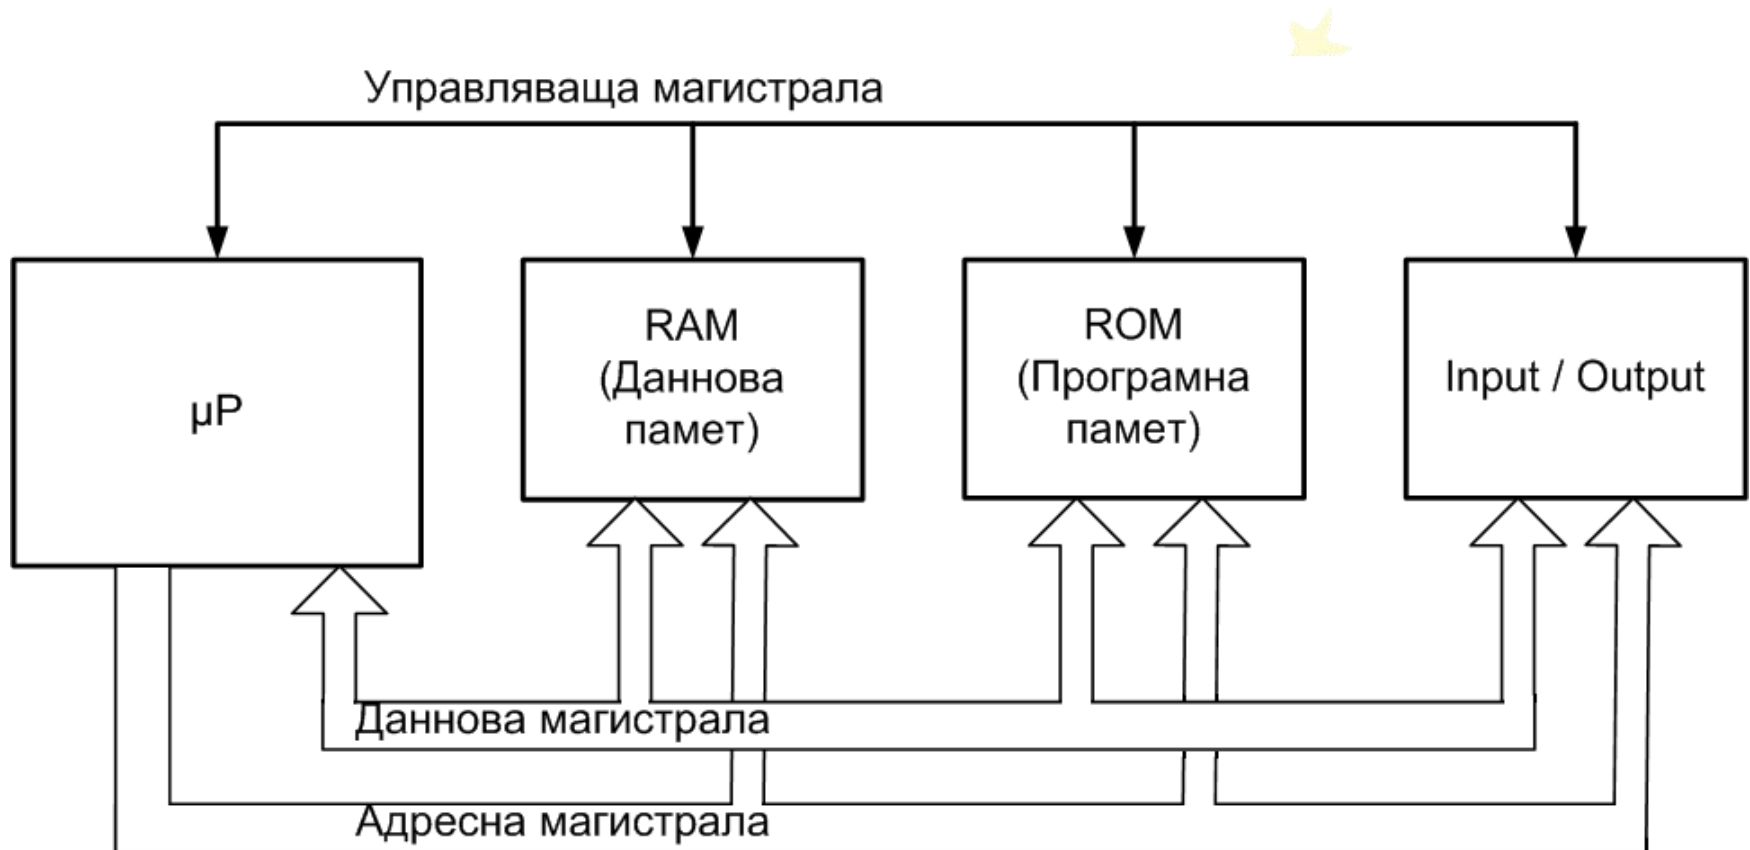 Управляваща магистрала
μP
RAM
(Даннова
памет)
ROM
(Програмна
памет)
Input / Output
Даннова магистрала
Адресна магистрала